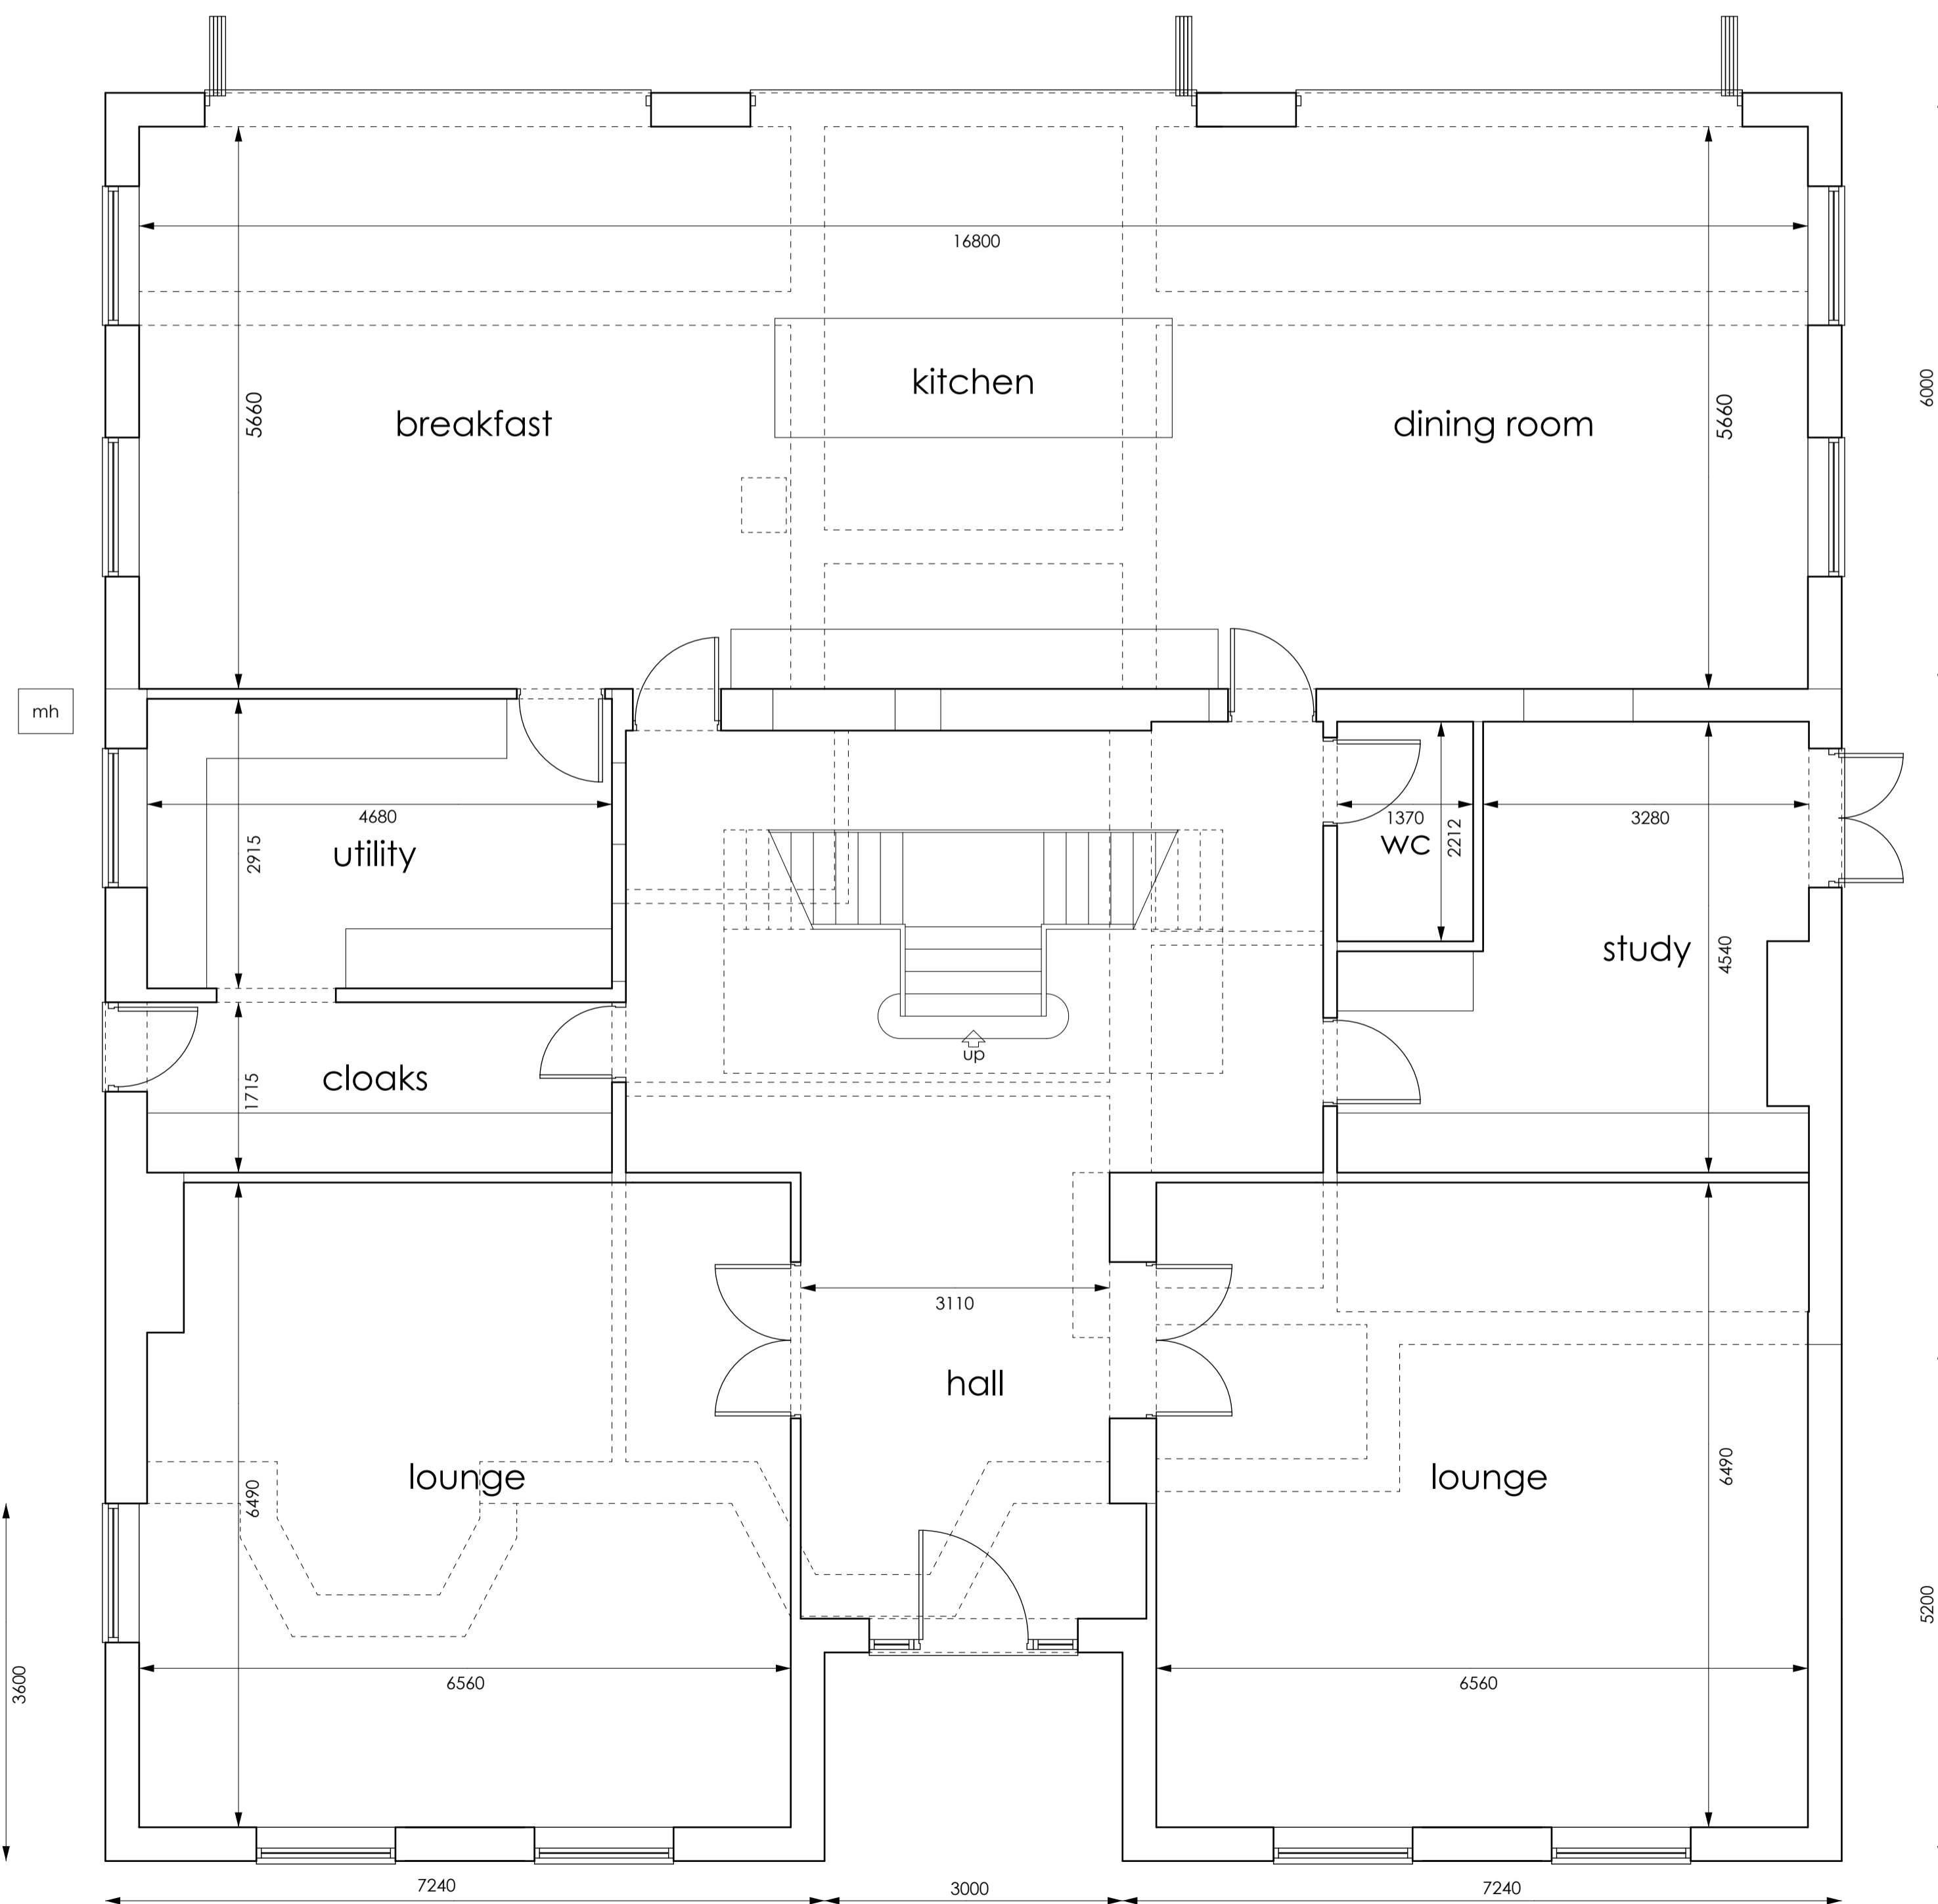 16800
kitchen
breakfast
dining room
5660
5660
6000
mh
4680
utility
2915
1370
wc
2212
3280
study
4540
up
cloaks
1715
3110
hall
lounge
6490
lounge
6490
5200
3600
6560
6560
7240
3000
7240